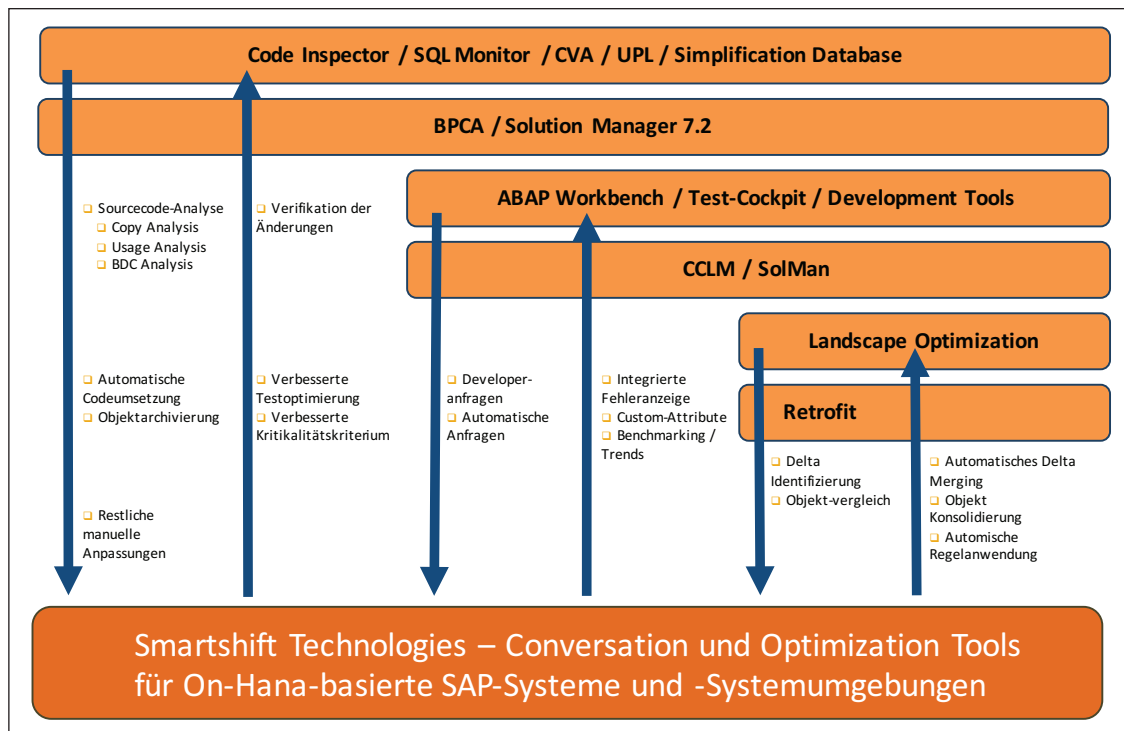 Code Inspector / SQL Monitor / CVA / UPL / Simplification Database
BPCA / Solution Manager 7.2
ABAP Workbench / Test-Cockpit / Development Tools
CCLM / SolMan
Landscape Optimization
Retrofit
Sourcecode-Analyse
Copy Analysis
Usage Analysis
BDC Analysis
Automatische
Codeumsetzung
Objektarchivierung
Restliche
manuelle
Anpassungen
Verifikation der
Änderungen
Verbesserte
Testoptimierung
Verbesserte
Kritikalitätskriterium
Developer-
anfragen
Automatische
Anfragen
Integrierte
Fehleranzeige
Custom-Attribute
Benchmarking /
Trends
Delta
Identifizierung
Objekt-vergleich
Automatisches Delta
Merging
Objekt
Konsolidierung
Automische
Regelanwendung
Smartshift Technologies – Conversation und Optimization Tools
für On-Hana-basierte SAP-Systeme und -Systemumgebungen